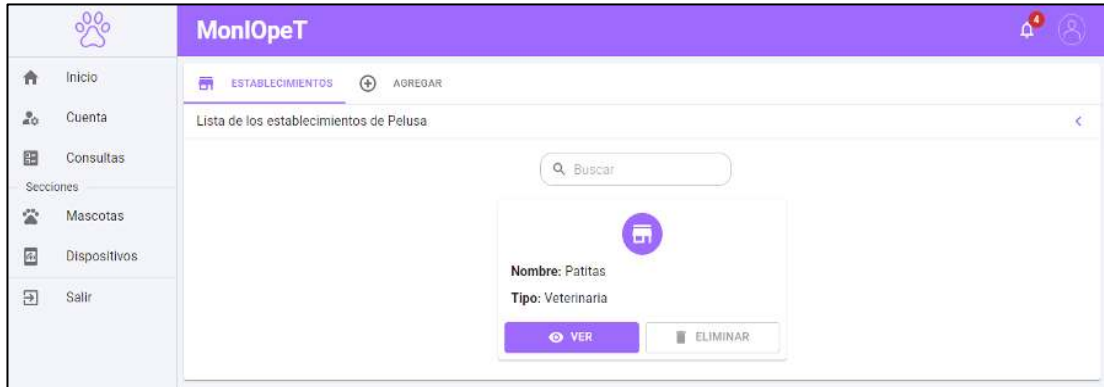 MonIOpeT
4
Inicio
Cuenta
Consultas
Secciones
Mascotas
Dispositivos
Salir
ESTABLECIMIENTOS
AGREGAR
Lista de los establecimientos de Pelusa
Buscar
Nombre: Patitas
Tipo: Veterinaria
VER
ELIMINAR